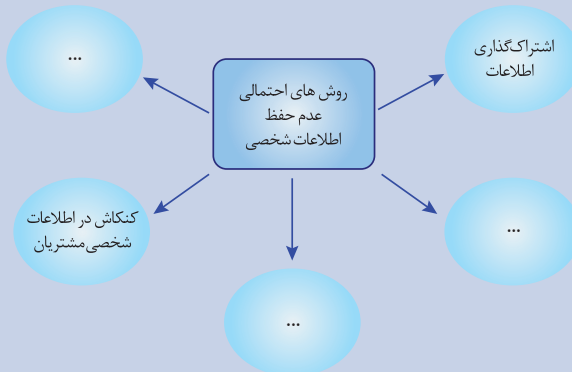 روش های احتمالی
عدم حفظ
اطلاعات شخصی
اشتراک‌گذاری
اطلاعات
...
...
کنکاش در اطلاعات
شخصی مشتریان
...